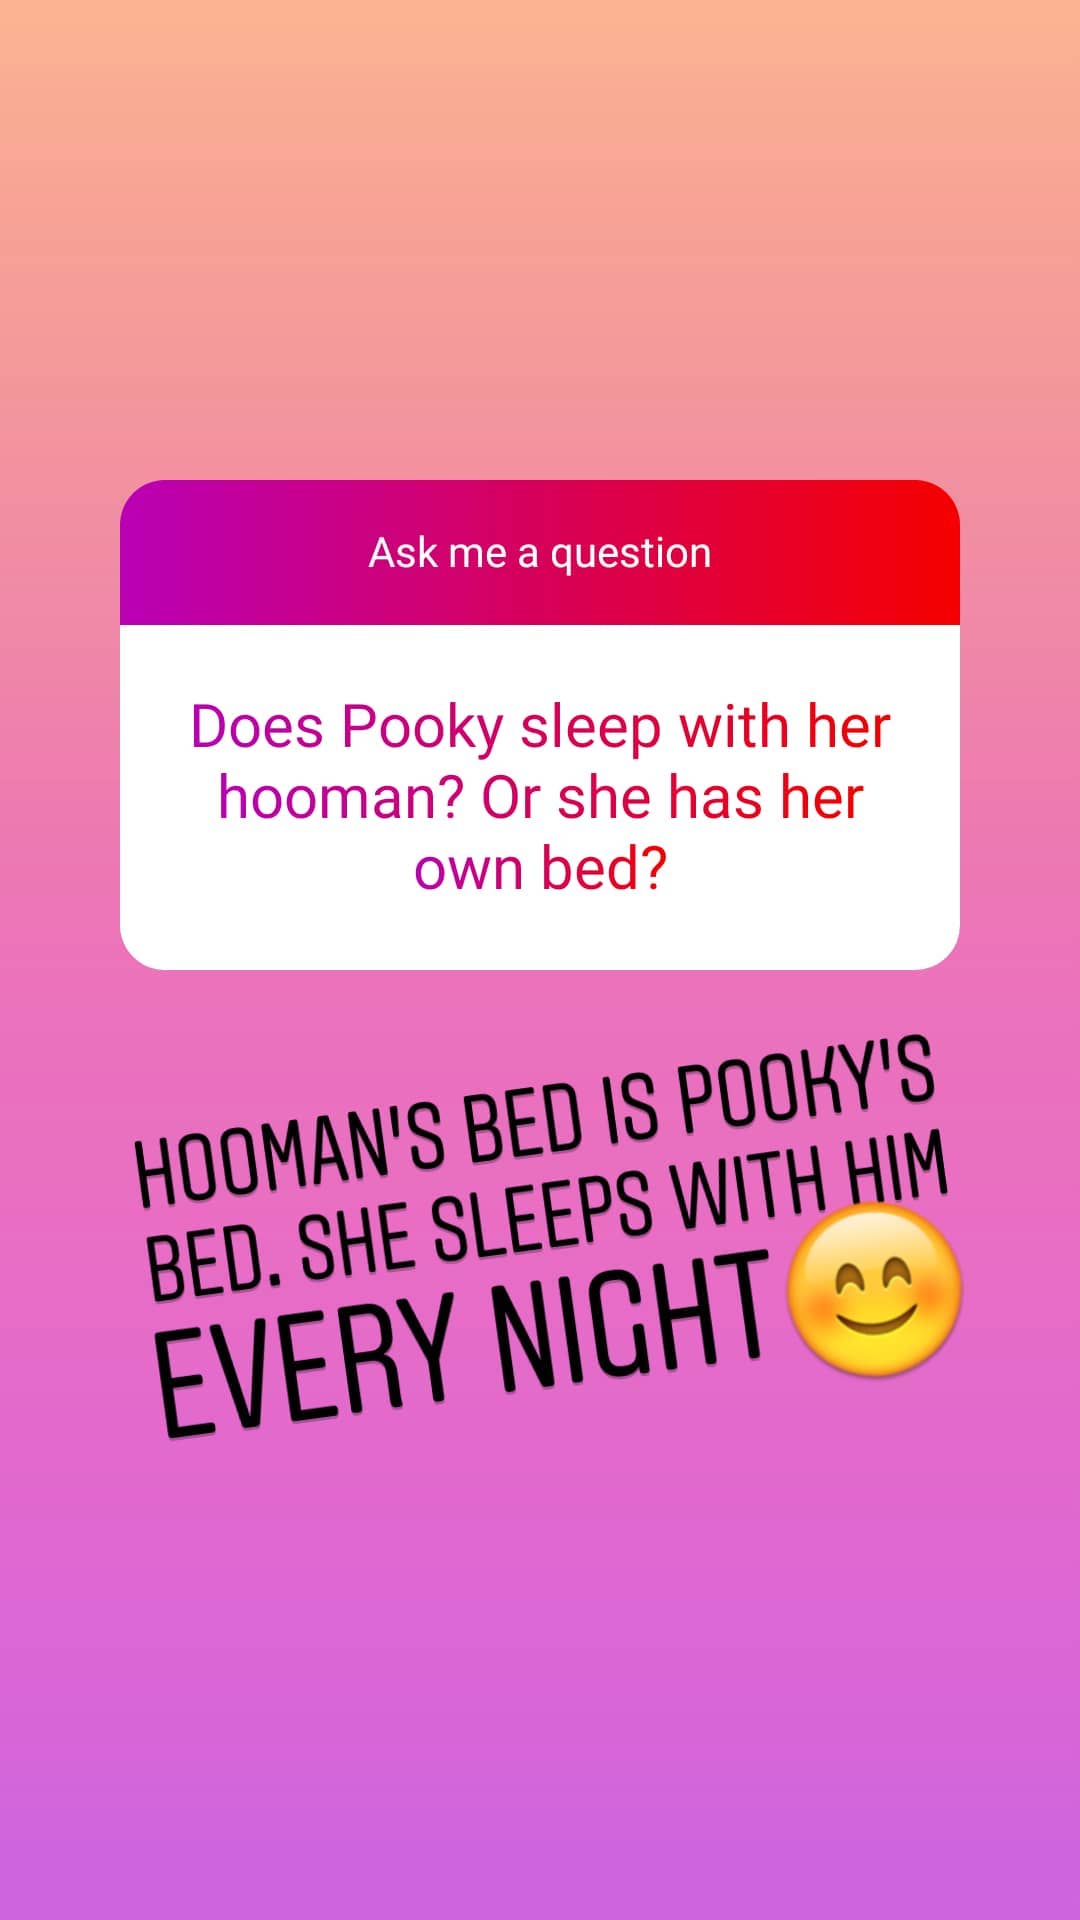 Ask me a question
Does Pooky sleep with her
hooman? Or she has her
own bed?
HOOMAN'S BED IS POOKY'S
BED. SHE SLEEPS WITH HIM
EVERY NIGHT😊